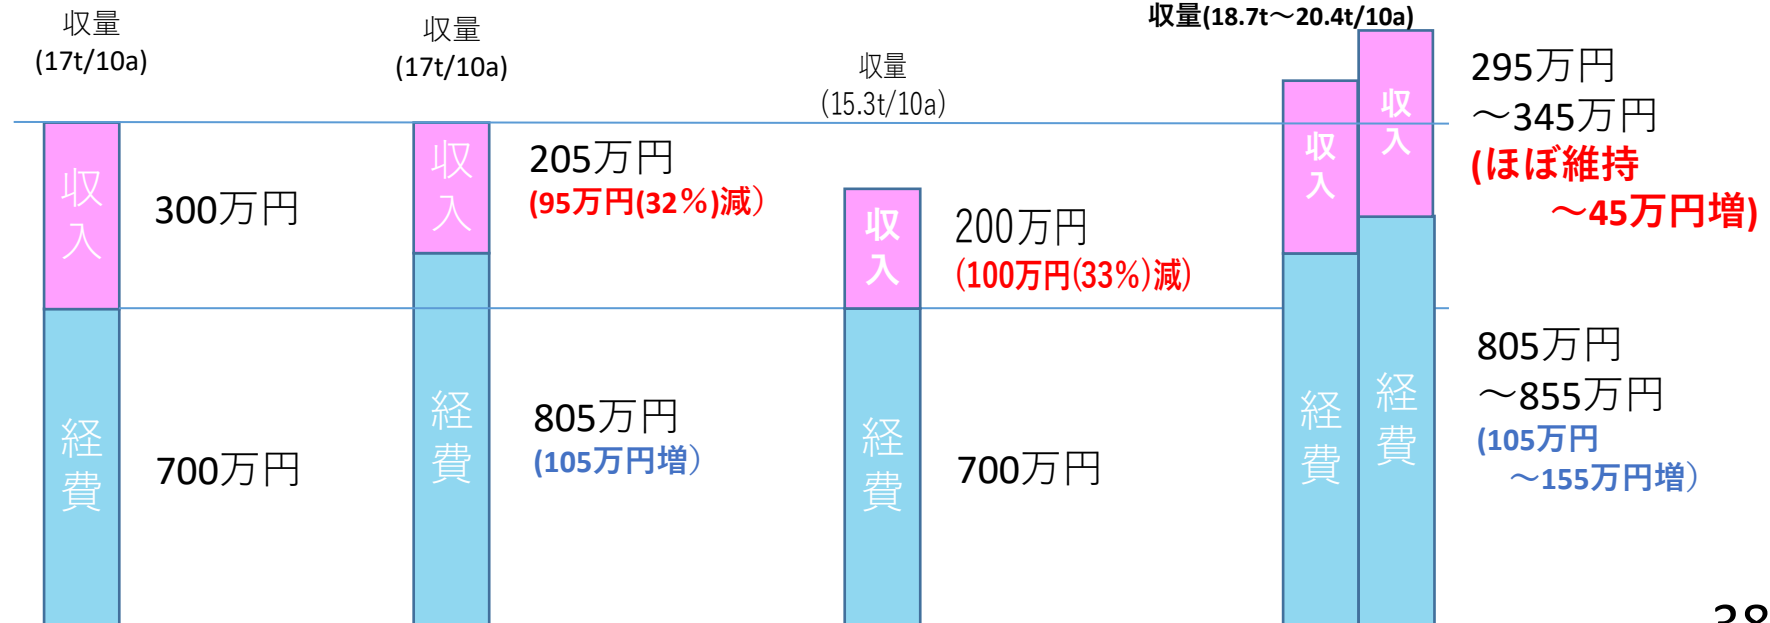 収量
(17t/10a)
収入
300万円
経費
700万円
収量
(17t/10a)
収入
205万円
(95万円(32%)減)
経費
805万円
(105万円増)
収量
(15.3t/10a)
収入
200万円
(100万円(33%)減)
経費
700万円
収量(18.7t～20.4t/10a)
収入
収入
295万円
～345万円
(ほぼ維持
～45万円増)
経費
経費
805万円
～855万円
(105万円
～155万円増)
38